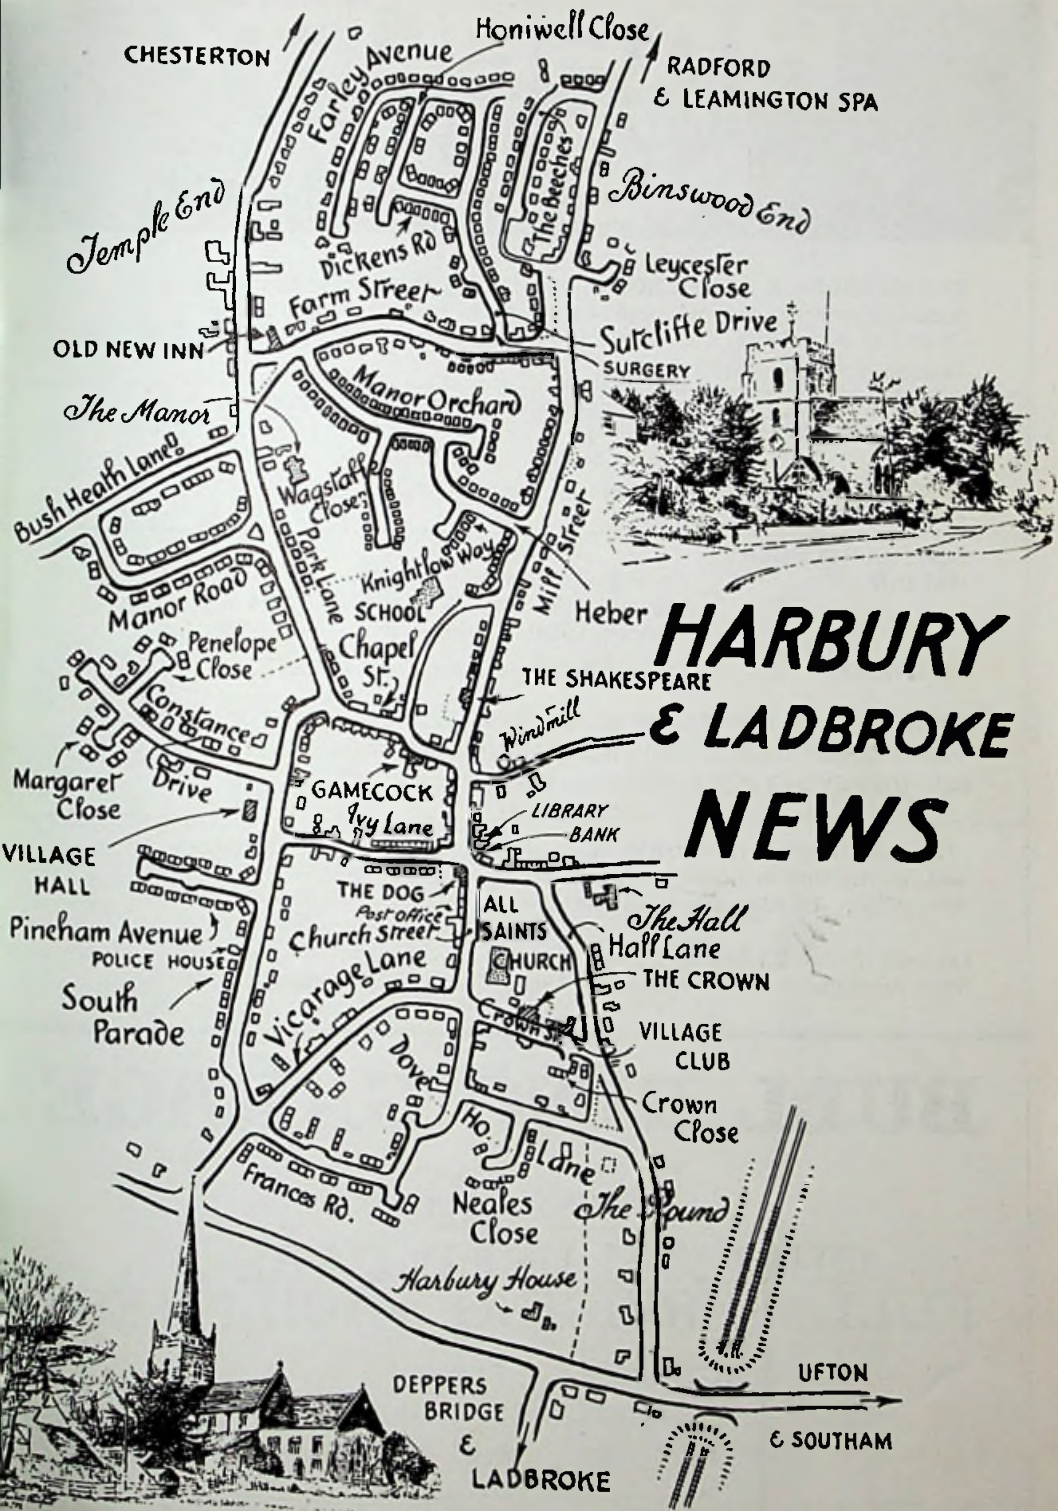 Honiwell Close
CHESTERTON
Farley Avenue
RADFORD
& LEAMINGTON SPA
The Beeches
Binswood End
Temple End
Dickens Rd
Leycester
Close
Farm Street
Sutcliffe Drive
OLD NEW INN
SURGERY
Manor Orchard
The Manor
Bush Heath Lane
Wagstaff
Close
Park Lane
Knightlow Way
Mill Street
Manor Road
SCHOOL
Heber
HARBURY
& LADBROKE
NEWS
Penelope
Close
Chapel
St.
THE SHAKESPEARE
Constance
Drive
Windmill
Margaret
Close
GAMECOCK
Ivy Lane
LIBRARY
BANK
VILLAGE
HALL
THE DOG
Post office
Church Street
ALL
SAINTS
CHURCH
The Hall
Hall Lane
Pineham Avenue
POLICE HOUSE
THE CROWN
South
Parade
Vicarage Lane
Crown St.
VILLAGE
CLUB
Dove
Crown
Close
HO.
Lane
Frances Rd.
Neales
Close
The Pound
Harbury House
DEPPERS
BRIDGE
&
LADBROKE
UFTON
& SOUTHAM